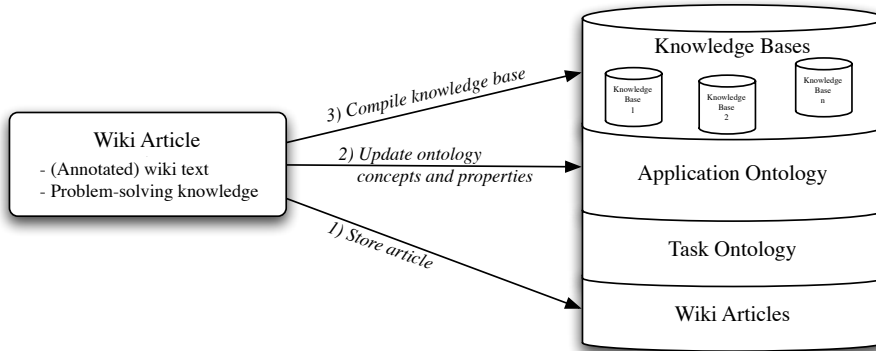 Wiki Article
- (Annotated) wiki text
- Problem-solving knowledge
3) Compile knowledge base
2) Update ontology
concepts and properties
1) Store article
Knowledge Bases
Knowledge
Base
1
Knowledge
Base
2
Knowledge
Base
n
Application Ontology
Task Ontology
Wiki Articles